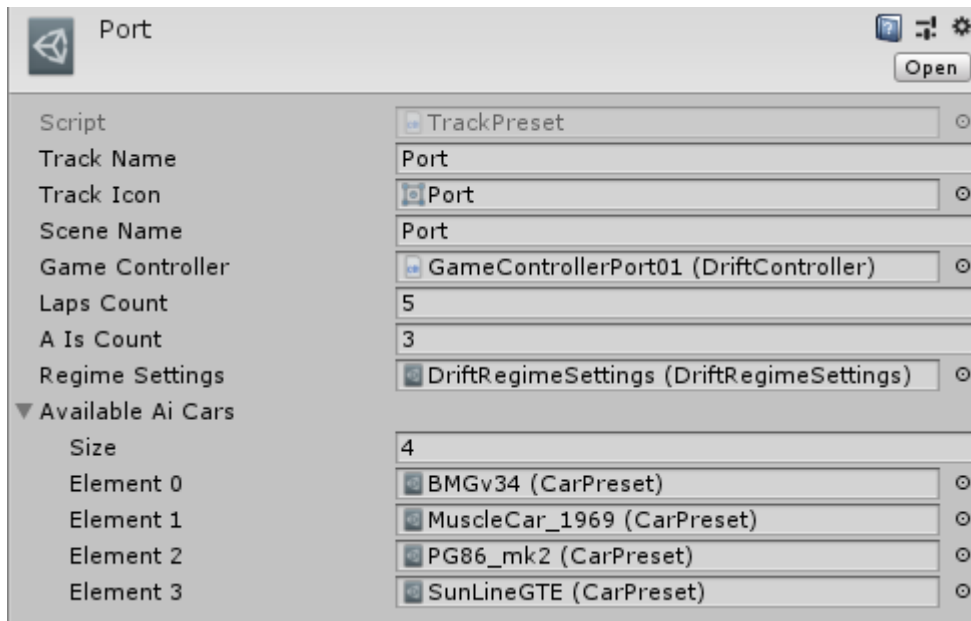 Port
Open
Script TrackPreset
Track Name Port
Track Icon Port
Scene Name Port
Game Controller GameControllerPort01 (DriftController)
Laps Count 5
A Is Count 3
Regime Settings DriftRegimeSettings (DriftRegimeSettings)
Available Ai Cars
Size 4
Element 0 BMGv34 (CarPreset)
Element 1 MuscleCar_1969 (CarPreset)
Element 2 PG86_mk2 (CarPreset)
Element 3 SunLineGTE (CarPreset)